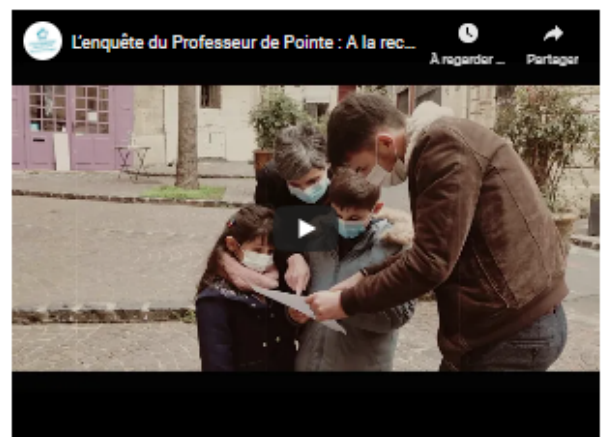 L'enquête du Professeur de Pointe : A la rec...
À regarder ...
Partager